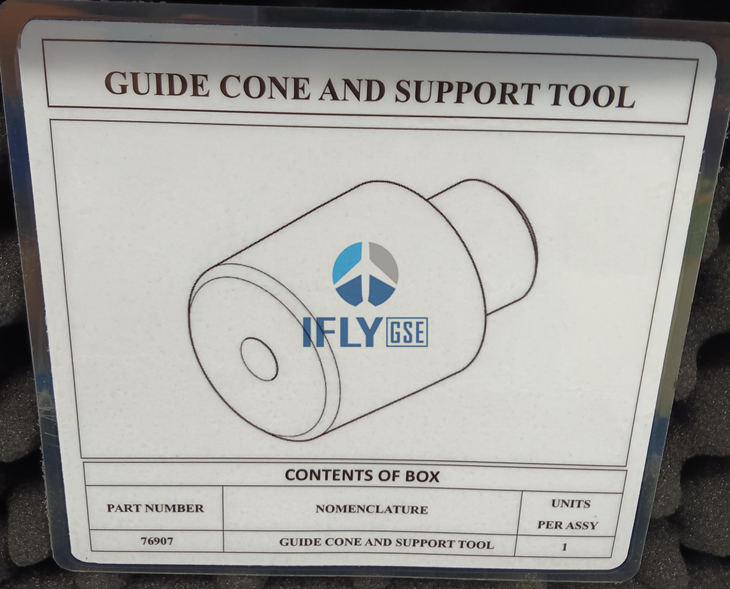 GUIDE CONE AND SUPPORT TOOL
IFLY GSE
CONTENTS OF BOX
PART NUMBER NOMENCLATURE UNITS PER ASSY
76907 GUIDE CONE AND SUPPORT TOOL 1